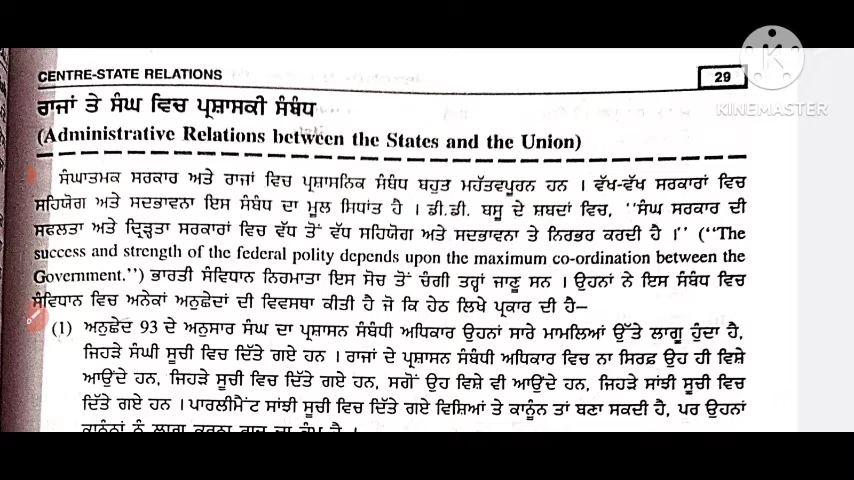 CENTRE-STATE RELATIONS
29
K
KINEMASTER
ਰਾਜਾਂ ਤੇ ਸੰਘ ਵਿਚ ਪ੍ਰਸ਼ਾਸਕੀ ਸੰਬੰਧ
(Administrative Relations between the States and the Union)
ਸੰਘਾਤਮਕ ਸਰਕਾਰ ਅਤੇ ਰਾਜਾਂ ਵਿਚ ਪ੍ਰਸ਼ਾਸਨਿਕ ਸੰਬੰਧ ਬਹੁਤ ਮਹੱਤਵਪੂਰਨ ਹਨ । ਵੱਖ-ਵੱਖ ਸਰਕਾਰਾਂ ਵਿਚ
ਸਹਿਯੋਗ ਅਤੇ ਸਦਭਾਵਨਾ ਇਸ ਸੰਬੰਧ ਦਾ ਮੂਲ ਸਿਧਾਂਤ ਹੈ । ਡੀ.ਡੀ. ਬਸੂ ਦੇ ਸ਼ਬਦਾਂ ਵਿਚ, ‘‘ਸੰਘ ਸਰਕਾਰ ਦੀ
ਸਫਲਤਾ ਅਤੇ ਦ੍ਰਿੜ੍ਹਤਾ ਸਰਕਾਰਾਂ ਵਿਚ ਵੱਧ ਤੋਂ ਵੱਧ ਸਹਿਯੋਗ ਅਤੇ ਸਦਭਾਵਨਾ ਤੇ ਨਿਰਭਰ ਕਰਦੀ ਹੈ ।’’ (“The
success and strength of the federal polity depends upon the maximum co-ordination between the
Government.”) ਭਾਰਤੀ ਸੰਵਿਧਾਨ ਨਿਰਮਾਤਾ ਇਸ ਸੋਚ ਤੋਂ ਚੰਗੀ ਤਰ੍ਹਾਂ ਜਾਣੂ ਸਨ । ਉਹਨਾਂ ਨੇ ਇਸ ਸੰਬੰਧ ਵਿਚ
ਸੰਵਿਧਾਨ ਵਿਚ ਅਨੇਕਾਂ ਅਨੁਛੇਦਾਂ ਦੀ ਵਿਵਸਥਾ ਕੀਤੀ ਹੈ ਜੋ ਕਿ ਹੇਠ ਲਿਖੇ ਪ੍ਰਕਾਰ ਦੀ ਹੈ–
(1) ਅਨੁਛੇਦ 93 ਦੇ ਅਨੁਸਾਰ ਸੰਘ ਦਾ ਪ੍ਰਸ਼ਾਸਨ ਸੰਬੰਧੀ ਅਧਿਕਾਰ ਉਹਨਾਂ ਸਾਰੇ ਮਾਮਲਿਆਂ ਉੱਤੇ ਲਾਗੂ ਹੁੰਦਾ ਹੈ,
ਜਿਹੜੇ ਸੰਘੀ ਸੂਚੀ ਵਿਚ ਦਿੱਤੇ ਗਏ ਹਨ । ਰਾਜਾਂ ਦੇ ਪ੍ਰਸ਼ਾਸਨ ਸੰਬੰਧੀ ਅਧਿਕਾਰ ਵਿਚ ਨਾ ਸਿਰਫ਼ ਉਹ ਹੀ ਵਿਸ਼ੇ
ਆਉਂਦੇ ਹਨ, ਜਿਹੜੇ ਸੂਚੀ ਵਿਚ ਦਿੱਤੇ ਗਏ ਹਨ, ਸਗੋਂ ਉਹ ਵਿਸ਼ੇ ਵੀ ਆਉਂਦੇ ਹਨ, ਜਿਹੜੇ ਸਾਂਝੀ ਸੂਚੀ ਵਿਚ
ਦਿੱਤੇ ਗਏ ਹਨ । ਪਾਰਲੀਮੈਂਟ ਸਾਂਝੀ ਸੂਚੀ ਵਿਚ ਦਿੱਤੇ ਗਏ ਵਿਸ਼ਿਆਂ ਤੇ ਕਾਨੂੰਨ ਤਾਂ ਬਣਾ ਸਕਦੀ ਹੈ, ਪਰ ਉਹਨਾਂ
ਕਾਨੂੰਨਾਂ ਨੂੰ ਲਾਗੂ ਕਰਨਾ ਰਾਜ ਦਾ ਕੰਮ ਹੈ ।